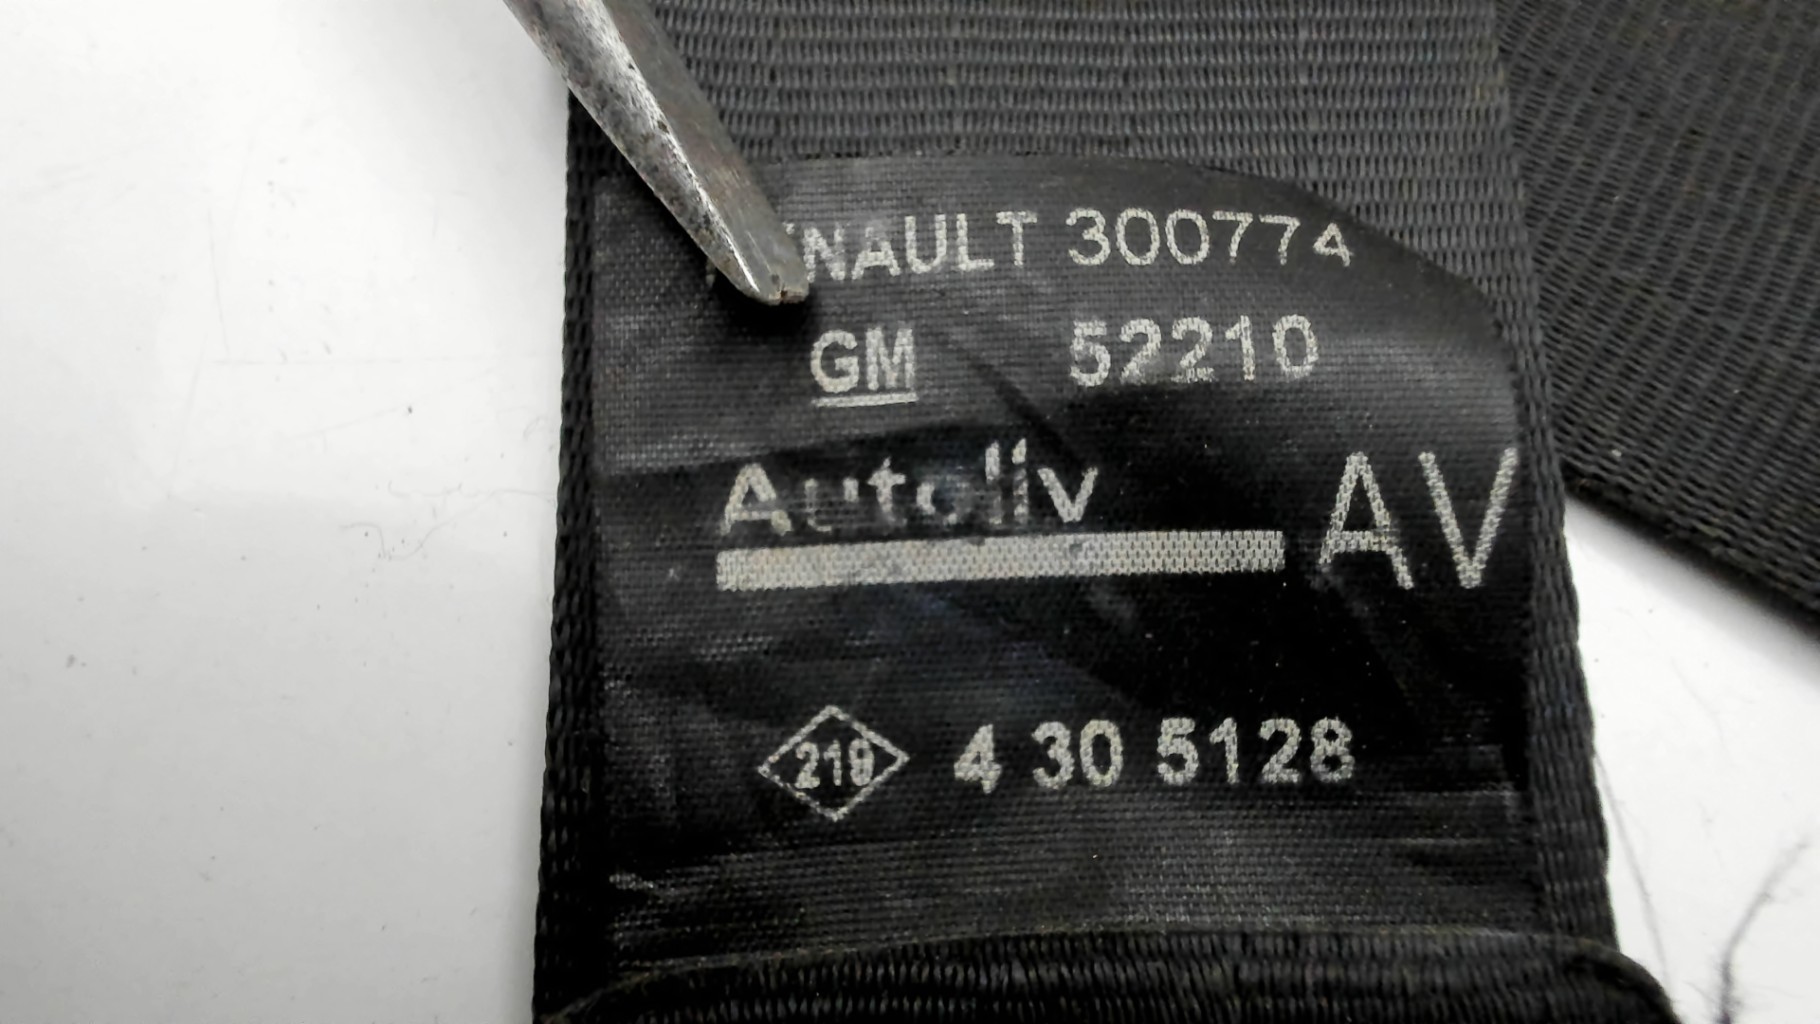 NAULT 300774
GM 52210
Autoliv AV
219 4 30 5128